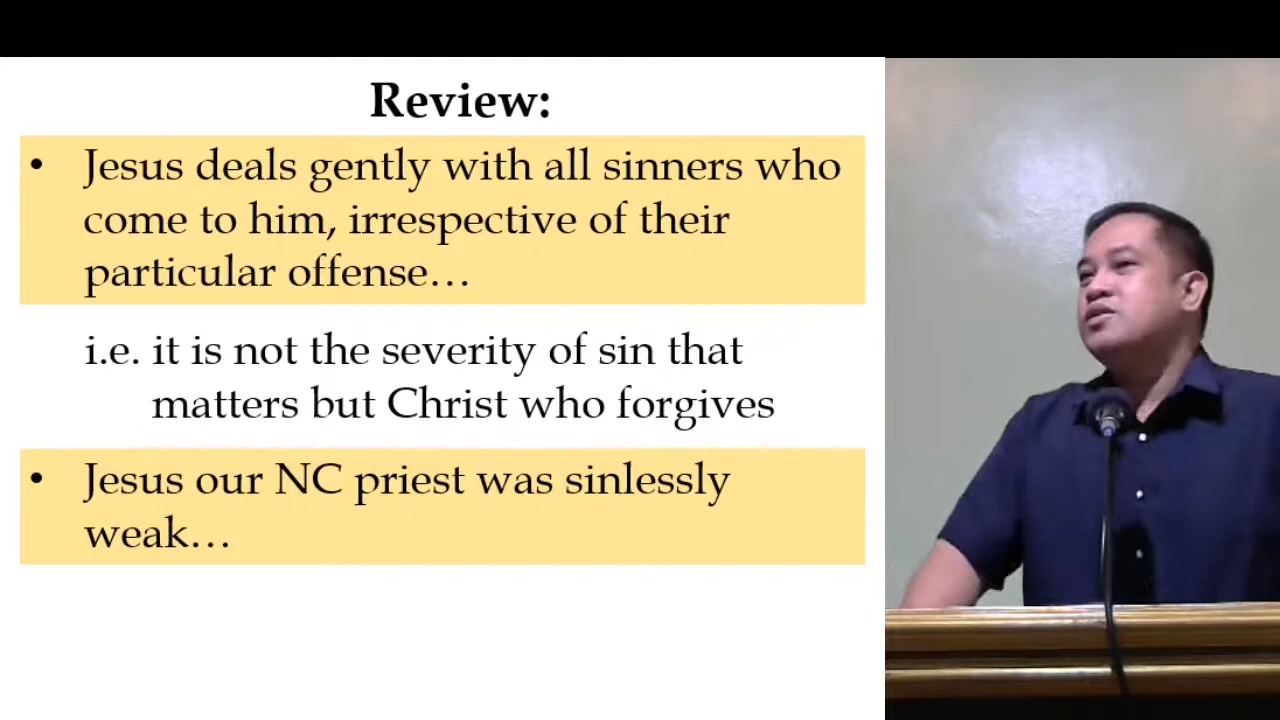 Review:
• Jesus deals gently with all sinners who
come to him, irrespective of their
particular offense…
i.e. it is not the severity of sin that
matters but Christ who forgives
• Jesus our NC priest was sinlessly
weak…